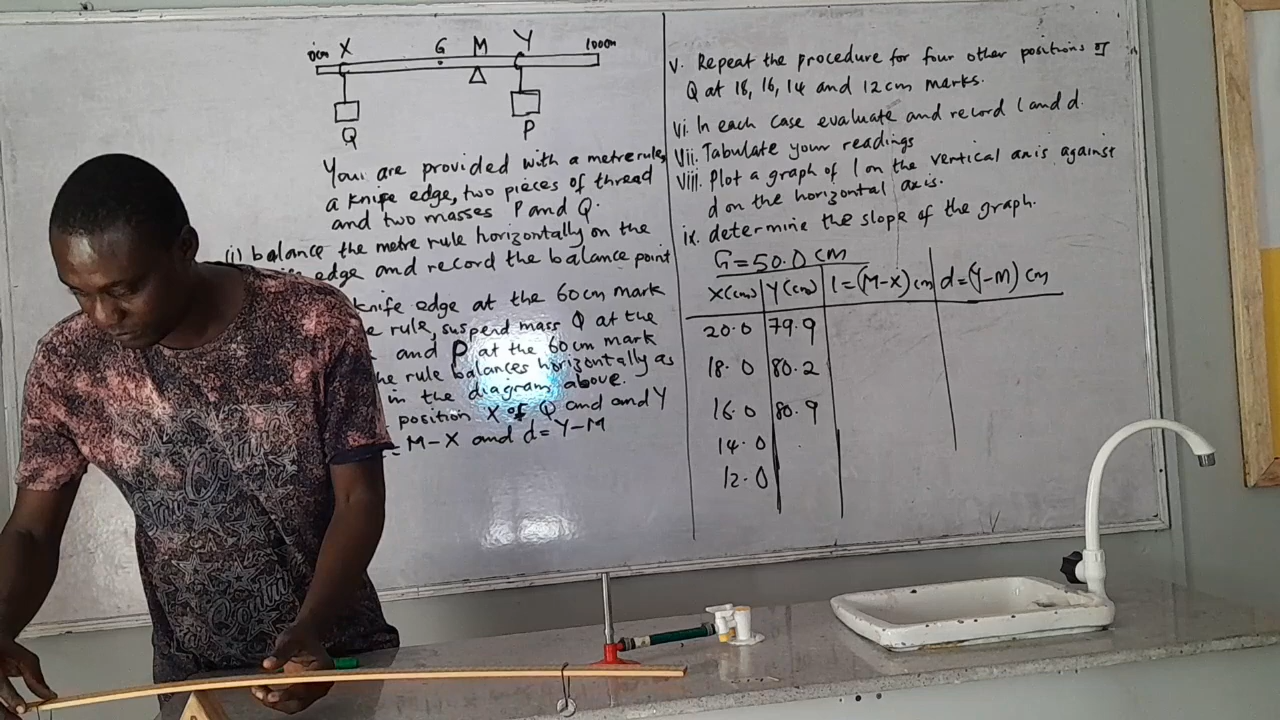 0cm X G M Y 100cm
Q
P
You are provided with a metre rule,
a knife edge, two pieces of thread
and two masses P and Q.
(i) balance the metre rule horizontally on the
edge and record the balance point
knife edge at the 60cm mark
rule, suspend mass Q at the
and P at the 60cm mark
rule balances horizontally as
in the diagram above.
position X of Q and and Y
M-X and d=Y-M
v. Repeat the procedure for four other positions of
Q at 18, 16, 14 and 12cm marks.
vi. In each case evaluate and record l and d.
vii. Tabulate your readings
viii. Plot a graph of l on the vertical axis against
d on the horizontal axis.
ix. determine the slope of the graph.
G=50.0 cm
X(cm) Y(cm) l=(M-X)cm d=(Y-M)cm
20.0 79.9
18.0 80.2
16.0 80.9
14.0
12.0